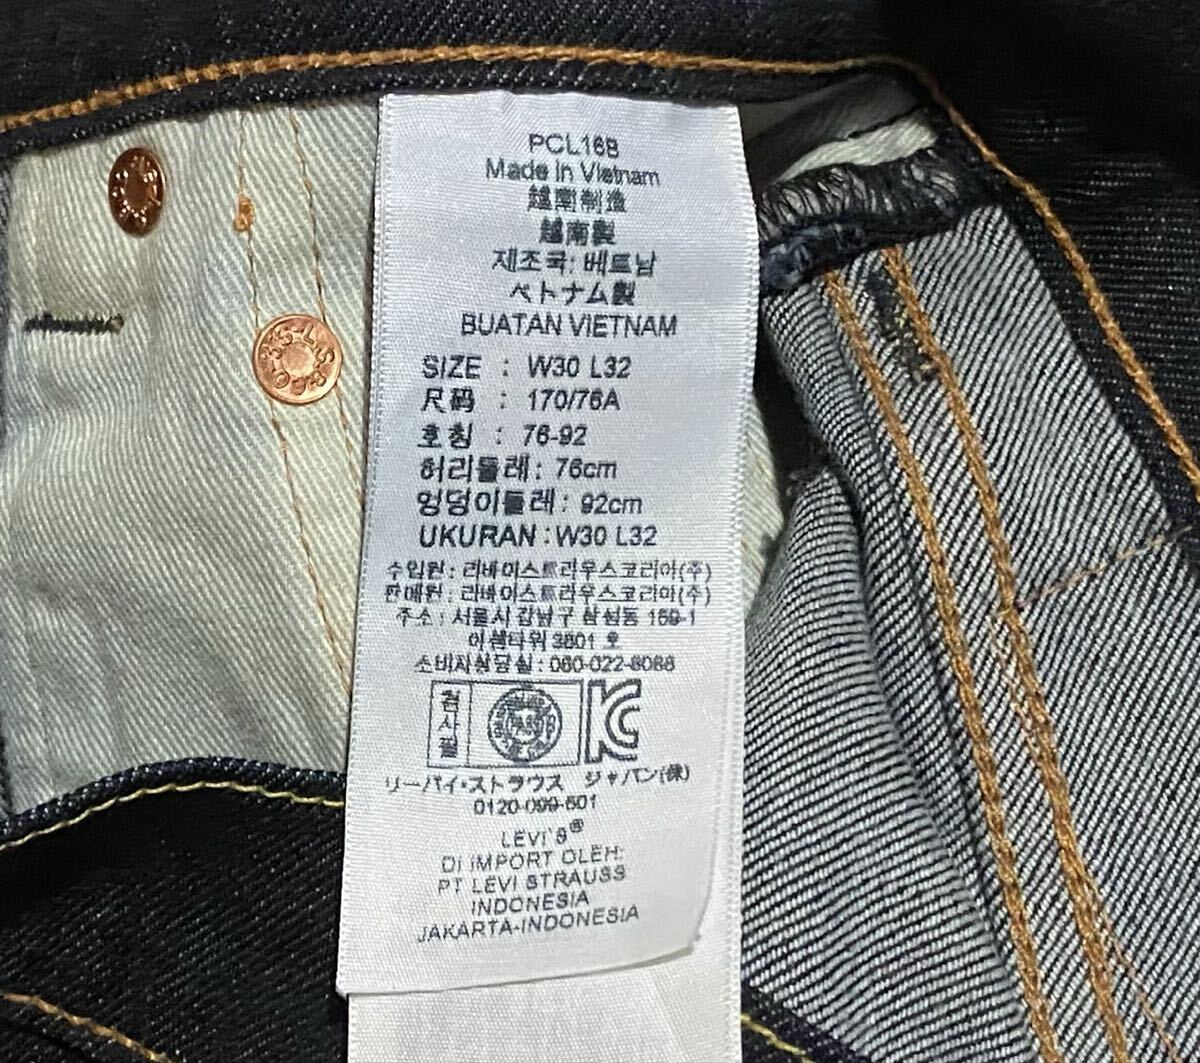 PCL16B
Made in Vietnam
越南制造
越南製
제조국: 베트남
ベトナム製
BUATAN VIETNAM
SIZE : W30 L32
尺码 : 170/76A
호칭 : 76-92
허리둘레: 76cm
엉덩이둘레: 92cm
UKURAN : W30 L32
수입원 : 리바이스트라우스코리아(주)
판매원 : 리바이스트라우스코리아(주)
주소 : 서울시 강남구 삼성동 159-1
아셈타워 3801 호
소비자상담실 : 080-022-8088
검사필
KC
リーバイ・ストラウス ジャパン(株)
0120-099-501
LEVI'S®
DI IMPORT OLEH:
PT LEVI STRAUSS
INDONESIA
JAKARTA-INDONESIA